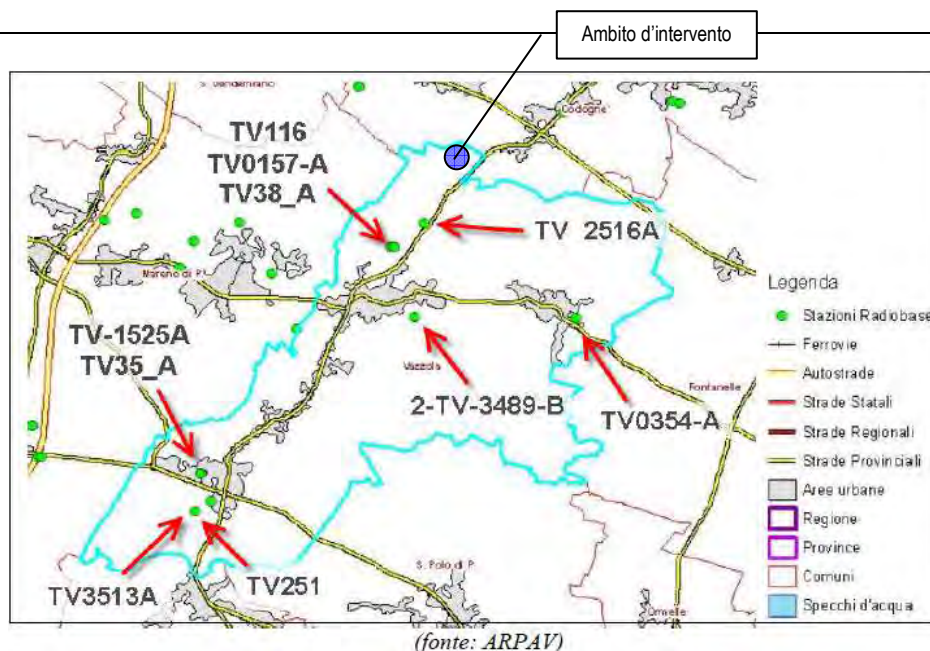 Ambito d'intervento
S. Vendemiano
Codognè
TV116
TV0157-A
TV38_A
TV 2516A
Mareno di P.
Legenda
Stazioni Radiobase
Ferrovie
Autostrade
Strade Statali
Strade Regionali
Strade Provinciali
Aree urbane
Regione
Province
Comuni
Specchi d'acqua
TV-1525A
TV35_A
Vazzola
2-TV-3489-B
TV0354-A
Fontanelle
TV3513A
TV251
S. Polo di P.
Ormelle
(fonte: ARPAV)